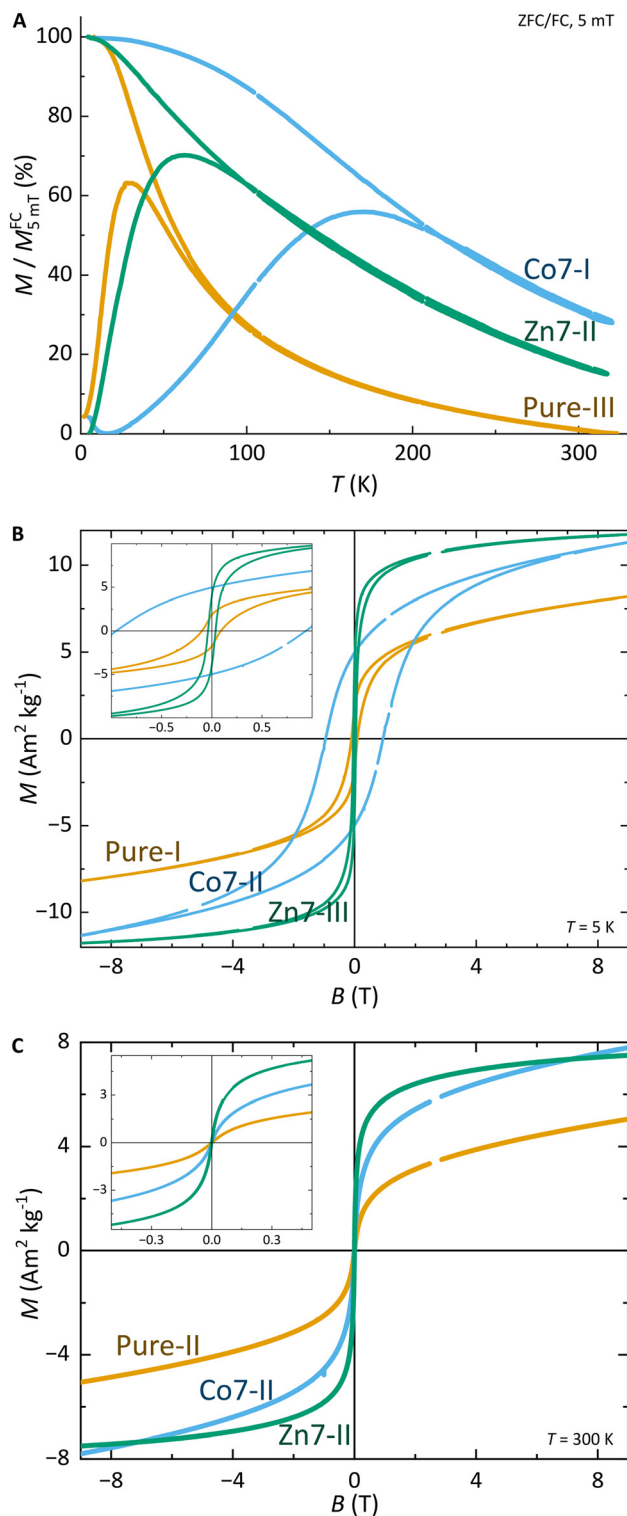 A
ZFC/FC, 5 mT
100
80
60
40
20
0
M / M^FC_5 mT (%)
Co7-I
Zn7-II
Pure-III
0
100
200
300
T (K)
B
10
5
0
−5
−10
M (Am² kg⁻¹)
5
0
−5
−0.5
0.0
0.5
Pure-I
Co7-II
Zn7-III
T = 5 K
−8
−4
0
4
8
B (T)
C
8
4
0
−4
−8
M (Am² kg⁻¹)
3
0
−3
−0.3
0.0
0.3
Pure-II
Co7-II
Zn7-II
T = 300 K
−8
−4
0
4
8
B (T)